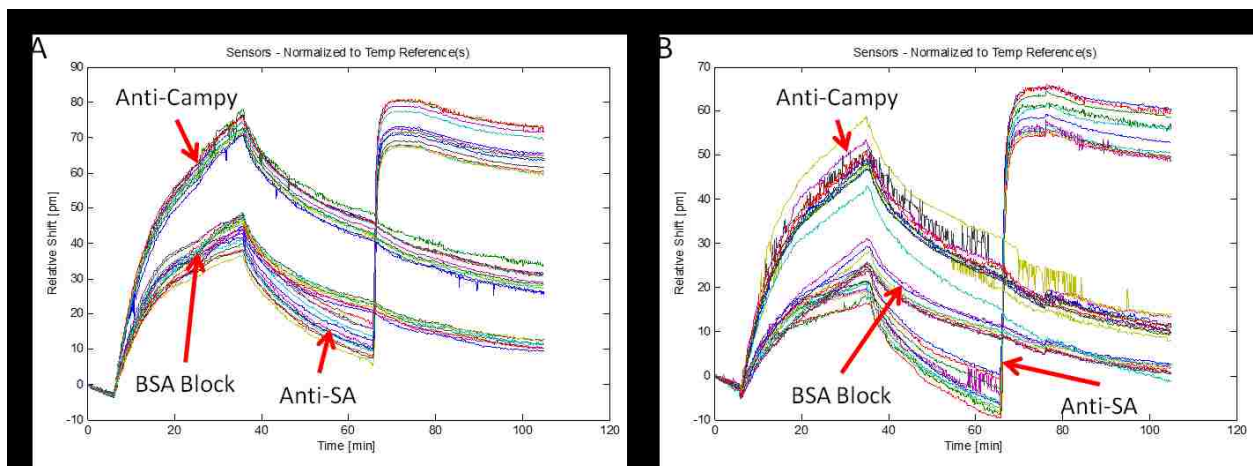 A
Sensors - Normalized to Temp Reference(s)
90
80
70
60
50
40
30
20
10
0
-10
Relative Shift [pm]
Anti-Campy
BSA Block
Anti-SA
0
20
40
60
80
100
120
Time [min]
B
Sensors - Normalized to Temp Reference(s)
70
60
50
40
30
20
10
0
-10
Relative Shift [pm]
Anti-Campy
BSA Block
Anti-SA
0
20
40
60
80
100
120
Time [min]